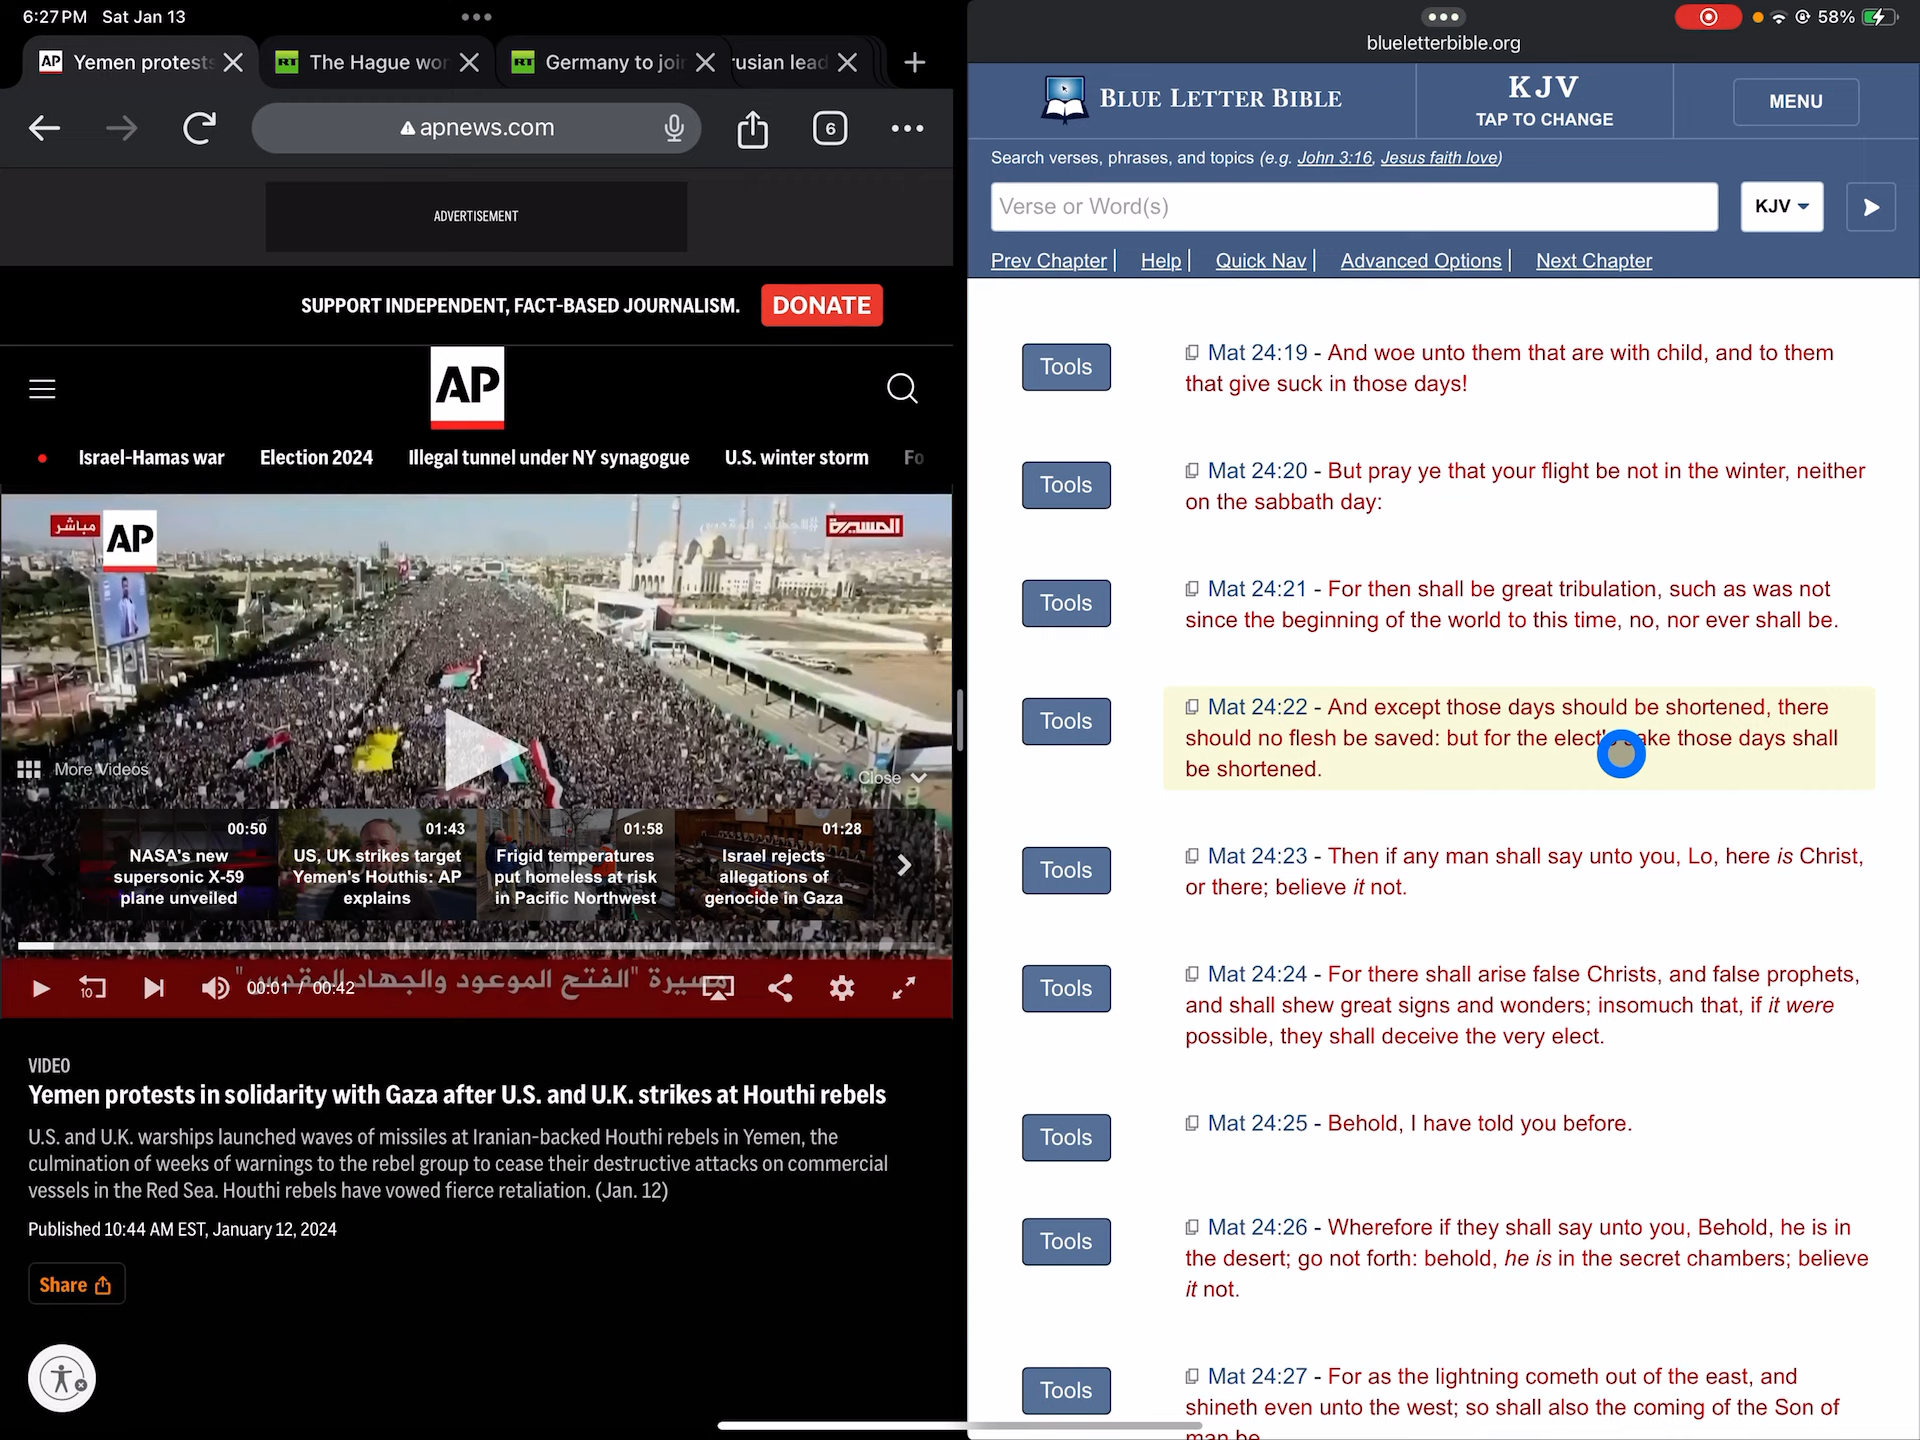 6:27PM Sat Jan 13
58%
Yemen protests
The Hague wor
Germany to joi
rusian lead
apnews.com
6
ADVERTISEMENT
SUPPORT INDEPENDENT, FACT-BASED JOURNALISM.
DONATE
AP
Israel-Hamas war
Election 2024
Illegal tunnel under NY synagogue
U.S. winter storm
Fo
مباشر
AP
المسيرة
More Videos
Close
00:50
NASA's new
supersonic X-59
plane unveiled
01:43
US, UK strikes target
Yemen's Houthis: AP
explains
01:58
Frigid temperatures
put homeless at risk
in Pacific Northwest
01:28
Israel rejects
allegations of
genocide in Gaza
مسيرة "الفتح الموعود والجهاد المقدس"
10
00:01 / 00:42
VIDEO
Yemen protests in solidarity with Gaza after U.S. and U.K. strikes at Houthi rebels
U.S. and U.K. warships launched waves of missiles at Iranian-backed Houthi rebels in Yemen, the
culmination of weeks of warnings to the rebel group to cease their destructive attacks on commercial
vessels in the Red Sea. Houthi rebels have vowed fierce retaliation. (Jan. 12)
Published 10:44 AM EST, January 12, 2024
Share
blueletterbible.org
BLUE LETTER BIBLE
KJV
TAP TO CHANGE
MENU
Search verses, phrases, and topics (e.g. John 3:16, Jesus faith love)
Verse or Word(s)
KJV
Prev Chapter | Help | Quick Nav | Advanced Options | Next Chapter
Tools
Mat 24:19 - And woe unto them that are with child, and to them
that give suck in those days!
Tools
Mat 24:20 - But pray ye that your flight be not in the winter, neither
on the sabbath day:
Tools
Mat 24:21 - For then shall be great tribulation, such as was not
since the beginning of the world to this time, no, nor ever shall be.
Tools
Mat 24:22 - And except those days should be shortened, there
should no flesh be saved: but for the elect's sake those days shall
be shortened.
Tools
Mat 24:23 - Then if any man shall say unto you, Lo, here is Christ,
or there; believe it not.
Tools
Mat 24:24 - For there shall arise false Christs, and false prophets,
and shall shew great signs and wonders; insomuch that, if it were
possible, they shall deceive the very elect.
Tools
Mat 24:25 - Behold, I have told you before.
Tools
Mat 24:26 - Wherefore if they shall say unto you, Behold, he is in
the desert; go not forth: behold, he is in the secret chambers; believe
it not.
Tools
Mat 24:27 - For as the lightning cometh out of the east, and
shineth even unto the west; so shall also the coming of the Son of
man be.